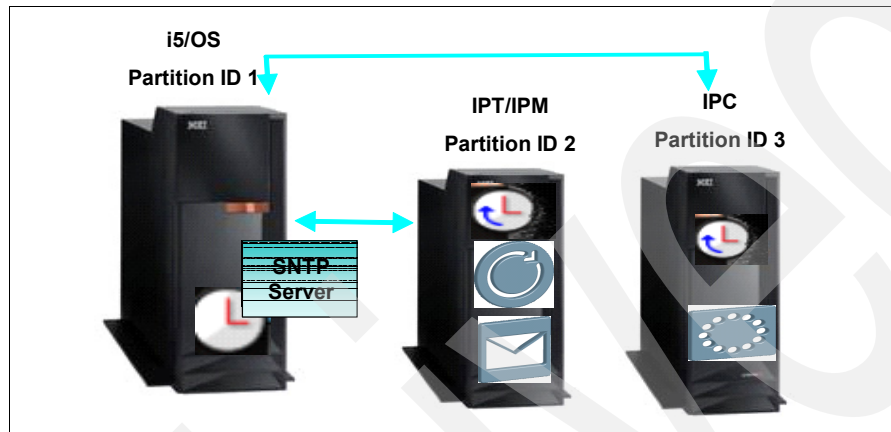 i5/OS
Partition ID 1
IPT/IPM
Partition ID 2
IPC
Partition ID 3
SNTP
Server